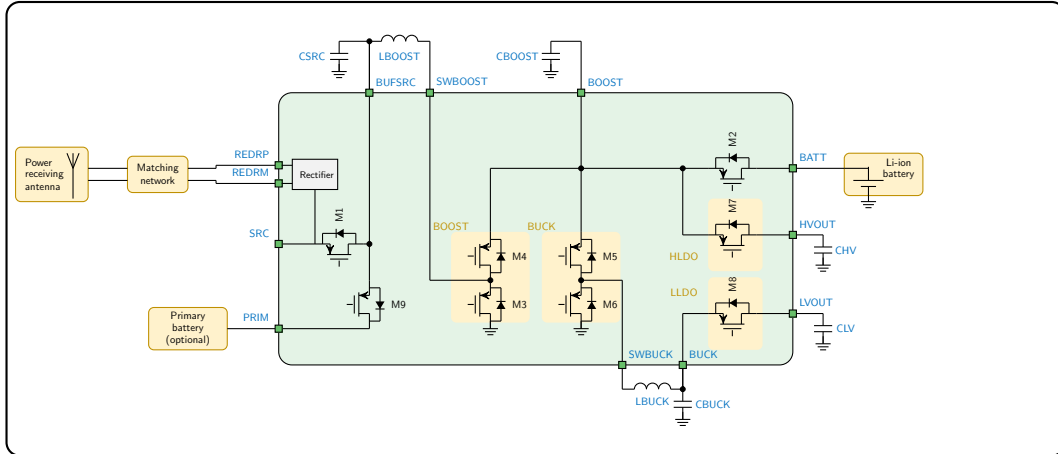 CSRC
LBOOST
CBOOST
BUFSRC
SWBOOST
BOOST
M2
REDRP
BATT
Power
receiving
antenna
Matching
network
REDRM
Rectifier
Li-ion
battery
M1
M7
SRC
BOOST
BUCK
HVOUT
CHV
M4
M5
HLDO
M8
LLDO
M9
M3
M6
PRIM
LVOUT
Primary
battery
(optional)
CLV
SWBUCK
BUCK
LBUCK
CBUCK